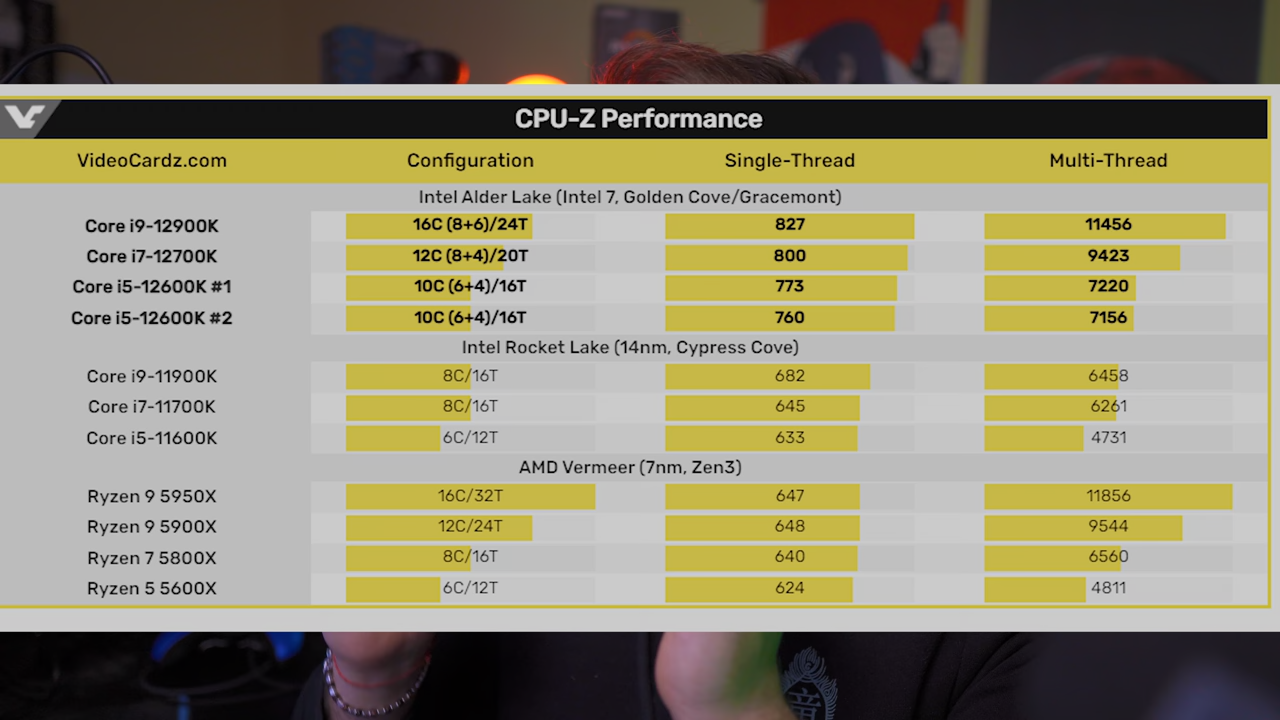 CPU-Z Performance
VideoCardz.com Configuration Single-Thread Multi-Thread
Intel Alder Lake (Intel 7, Golden Cove/Gracemont)
Core i9-12900K 16C (8+6)/24T 827 11456
Core i7-12700K 12C (8+4)/20T 800 9423
Core i5-12600K #1 10C (6+4)/16T 773 7220
Core i5-12600K #2 10C (6+4)/16T 760 7156
Intel Rocket Lake (14nm, Cypress Cove)
Core i9-11900K 8C/16T 682 6458
Core i7-11700K 8C/16T 645 6261
Core i5-11600K 6C/12T 633 4731
AMD Vermeer (7nm, Zen3)
Ryzen 9 5950X 16C/32T 647 11856
Ryzen 9 5900X 12C/24T 648 9544
Ryzen 7 5800X 8C/16T 640 6560
Ryzen 5 5600X 6C/12T 624 4811